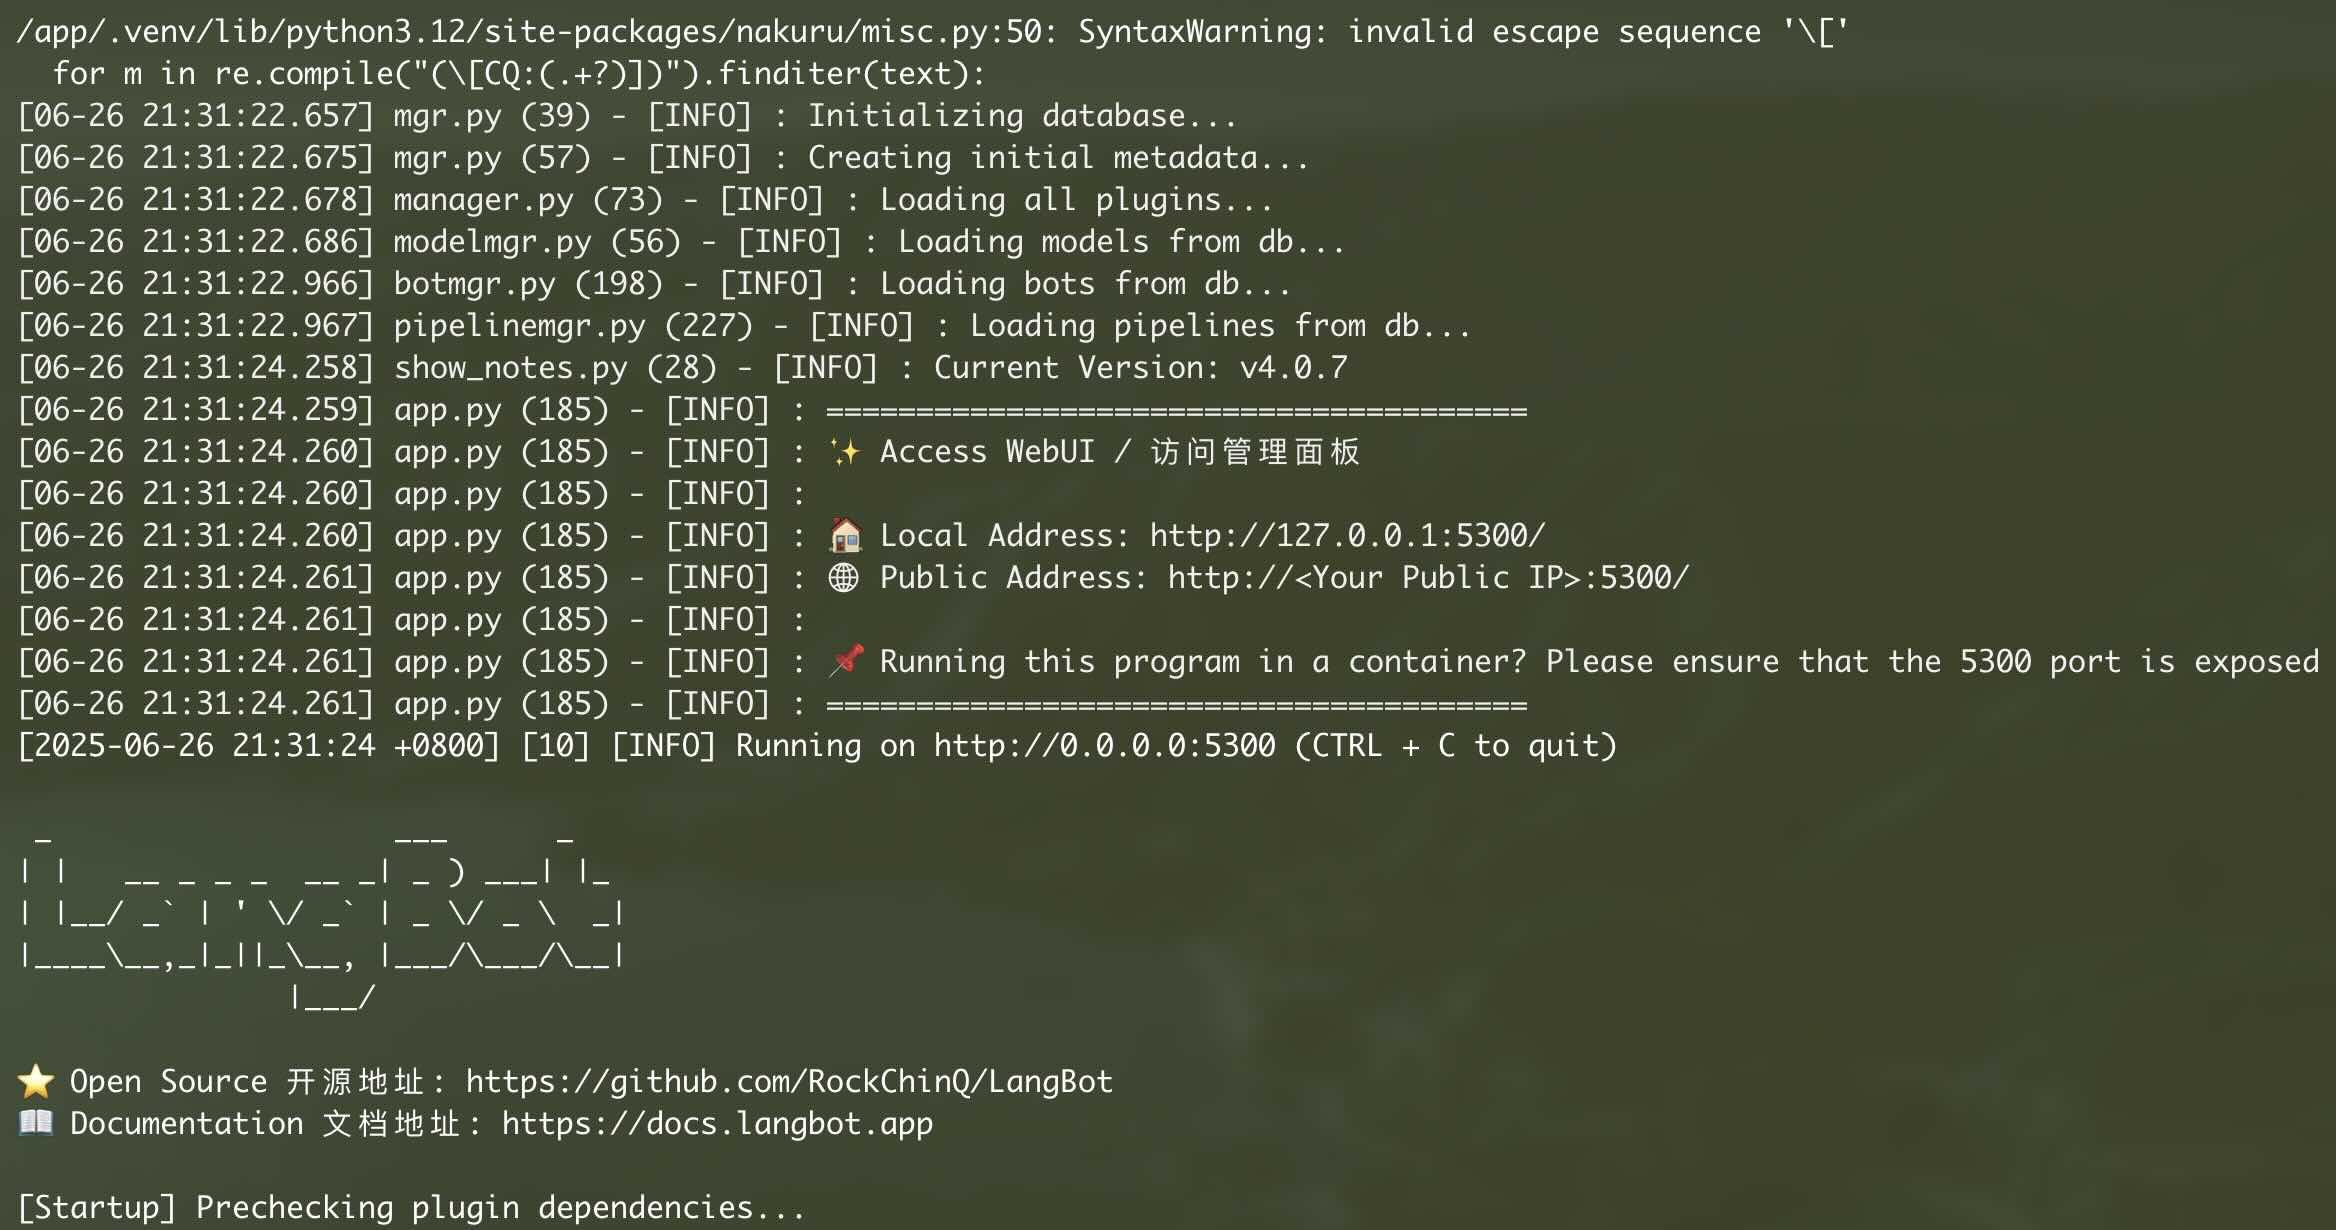 /app/.venv/lib/python3.12/site-packages/nakuru/misc.py:50: SyntaxWarning: invalid escape sequence '\['
  for m in re.compile("(\[CQ:(.+?)])").finditer(text):
[06-26 21:31:22.657] mgr.py (39) - [INFO] : Initializing database...
[06-26 21:31:22.675] mgr.py (57) - [INFO] : Creating initial metadata...
[06-26 21:31:22.678] manager.py (73) - [INFO] : Loading all plugins...
[06-26 21:31:22.686] modelmgr.py (56) - [INFO] : Loading models from db...
[06-26 21:31:22.966] botmgr.py (198) - [INFO] : Loading bots from db...
[06-26 21:31:22.967] pipelinemgr.py (227) - [INFO] : Loading pipelines from db...
[06-26 21:31:24.258] show_notes.py (28) - [INFO] : Current Version: v4.0.7
[06-26 21:31:24.259] app.py (185) - [INFO] : =======================================
[06-26 21:31:24.260] app.py (185) - [INFO] : ✨ Access WebUI / 访问管理面板
[06-26 21:31:24.260] app.py (185) - [INFO] :
[06-26 21:31:24.260] app.py (185) - [INFO] : 🏠 Local Address: http://127.0.0.1:5300/
[06-26 21:31:24.261] app.py (185) - [INFO] : 🌐 Public Address: http://<Your Public IP>:5300/
[06-26 21:31:24.261] app.py (185) - [INFO] :
[06-26 21:31:24.261] app.py (185) - [INFO] : 📌 Running this program in a container? Please ensure that the 5300 port is exposed
[06-26 21:31:24.261] app.py (185) - [INFO] : =======================================
[2025-06-26 21:31:24 +0800] [10] [INFO] Running on http://0.0.0.0:5300 (CTRL + C to quit)
 _                   ___      _
| |   __ _ _ _  __ _| _ ) ___| |_
| |__/ _` | ' \/ _` | _ \/ _ \  _|
|____\__,_|_||_\__, |___/\___/\__|
               |___/
⭐ Open Source 开源地址: https://github.com/RockChinQ/LangBot
📖 Documentation 文档地址: https://docs.langbot.app
[Startup] Prechecking plugin dependencies...